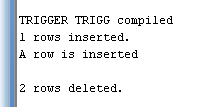 TRIGGER TRIGG compiled
1 rows inserted.
A row is inserted
2 rows deleted.